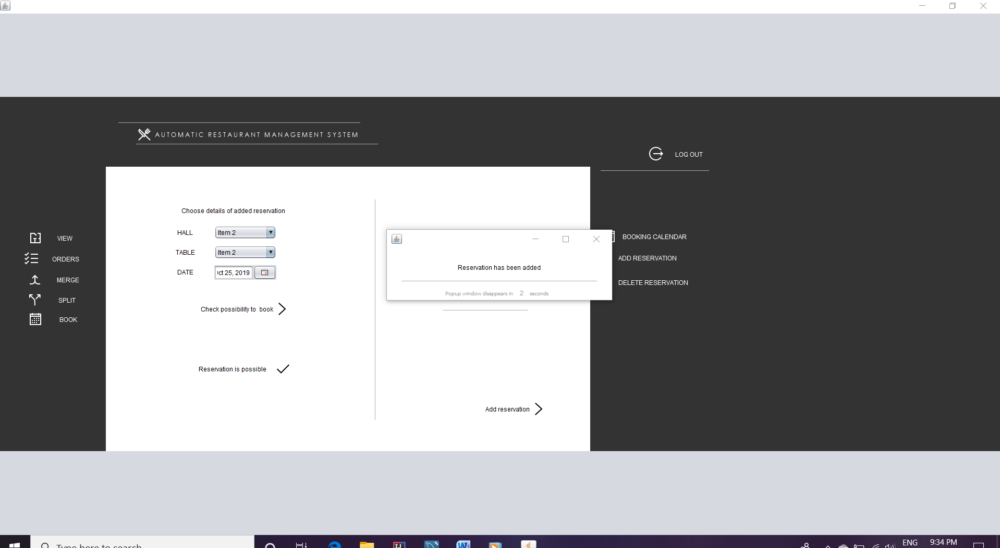 AUTOMATIC RESTAURANT MANAGEMENT SYSTEM
LOG OUT
VIEW
ORDERS
MERGE
SPLIT
BOOK
Choose details of added reservation
HALL Item 2
TABLE Item 2
DATE ct 25, 2019
Check possibility to book
Reservation is possible
Reservation has been added
Popup window disappears in 2 seconds
Add reservation
BOOKING CALENDAR
ADD RESERVATION
DELETE RESERVATION
Type here to search
ENG
9:34 PM